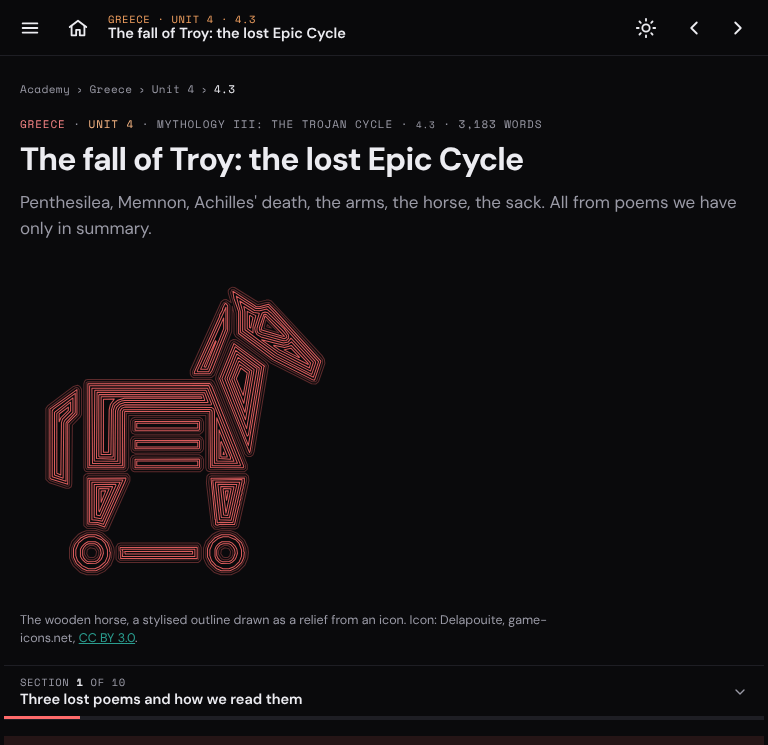 GREECE · UNIT 4 · 4.3
The fall of Troy: the lost Epic Cycle
Academy › Greece › Unit 4 › 4.3
GREECE · UNIT 4 · MYTHOLOGY III: THE TROJAN CYCLE · 4.3 · 3,183 WORDS
The fall of Troy: the lost Epic Cycle
Penthesilea, Memnon, Achilles' death, the arms, the horse, the sack. All from poems we have
only in summary.
The wooden horse, a stylised outline drawn as a relief from an icon. Icon: Delapouite, game-
icons.net, CC BY 3.0.
SECTION 1 OF 10
Three lost poems and how we read them